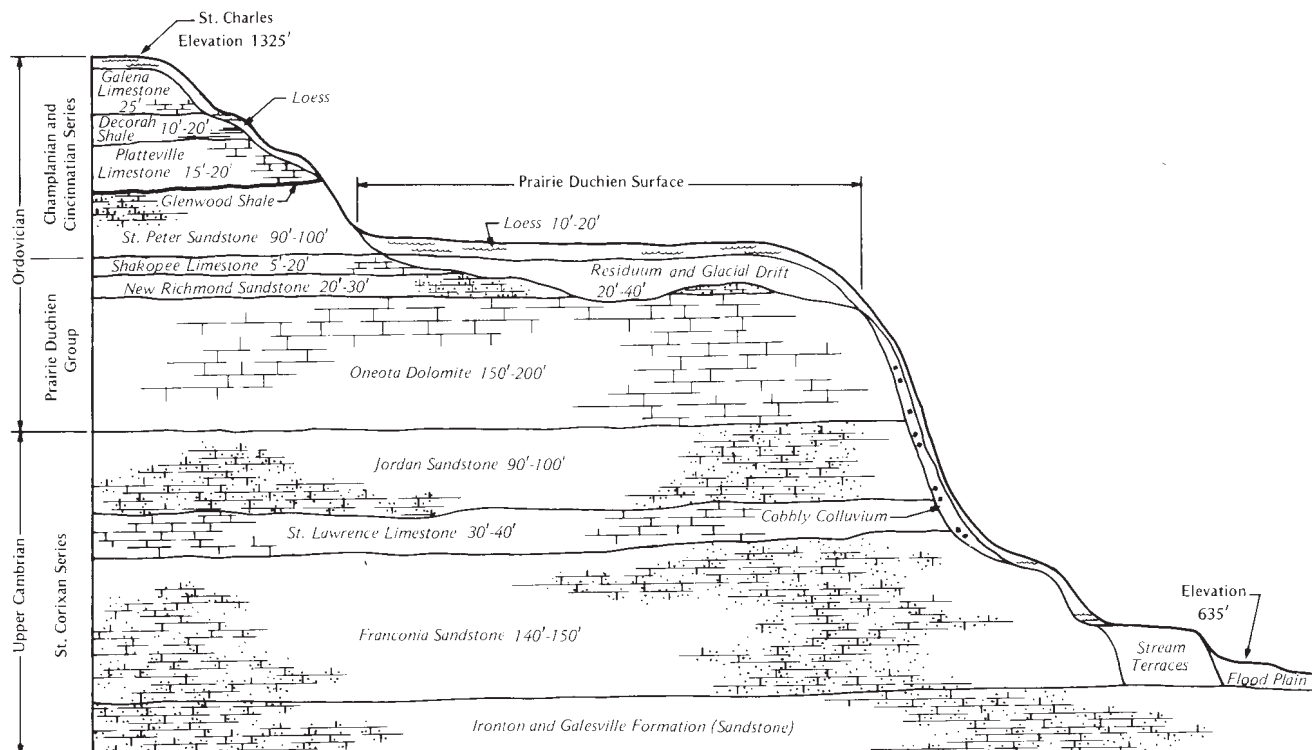 St. Charles
Elevation 1325'
Galena
Limestone
25'
Loess
Decorah
Shale 10'-20'
Platteville
Limestone 15'-20'
Glenwood Shale
Prairie Duchien Surface
Loess 10'-20'
St. Peter Sandstone 90'-100'
Shakopee Limestone 5'-20'
Residuum and Glacial Drift
20'-40'
New Richmond Sandstone 20'-30'
Oneota Dolomite 150'-200'
Jordan Sandstone 90'-100'
Cobbly Colluvium
St. Lawrence Limestone 30'-40'
Franconia Sandstone 140'-150'
Elevation
635'
Stream
Terraces
Flood Plain
Ironton and Galesville Formation (Sandstone)
Ordovician
Champlanian and
Cincinnatian Series
Prairie Duchien
Group
Upper Cambrian
St. Corixan Series